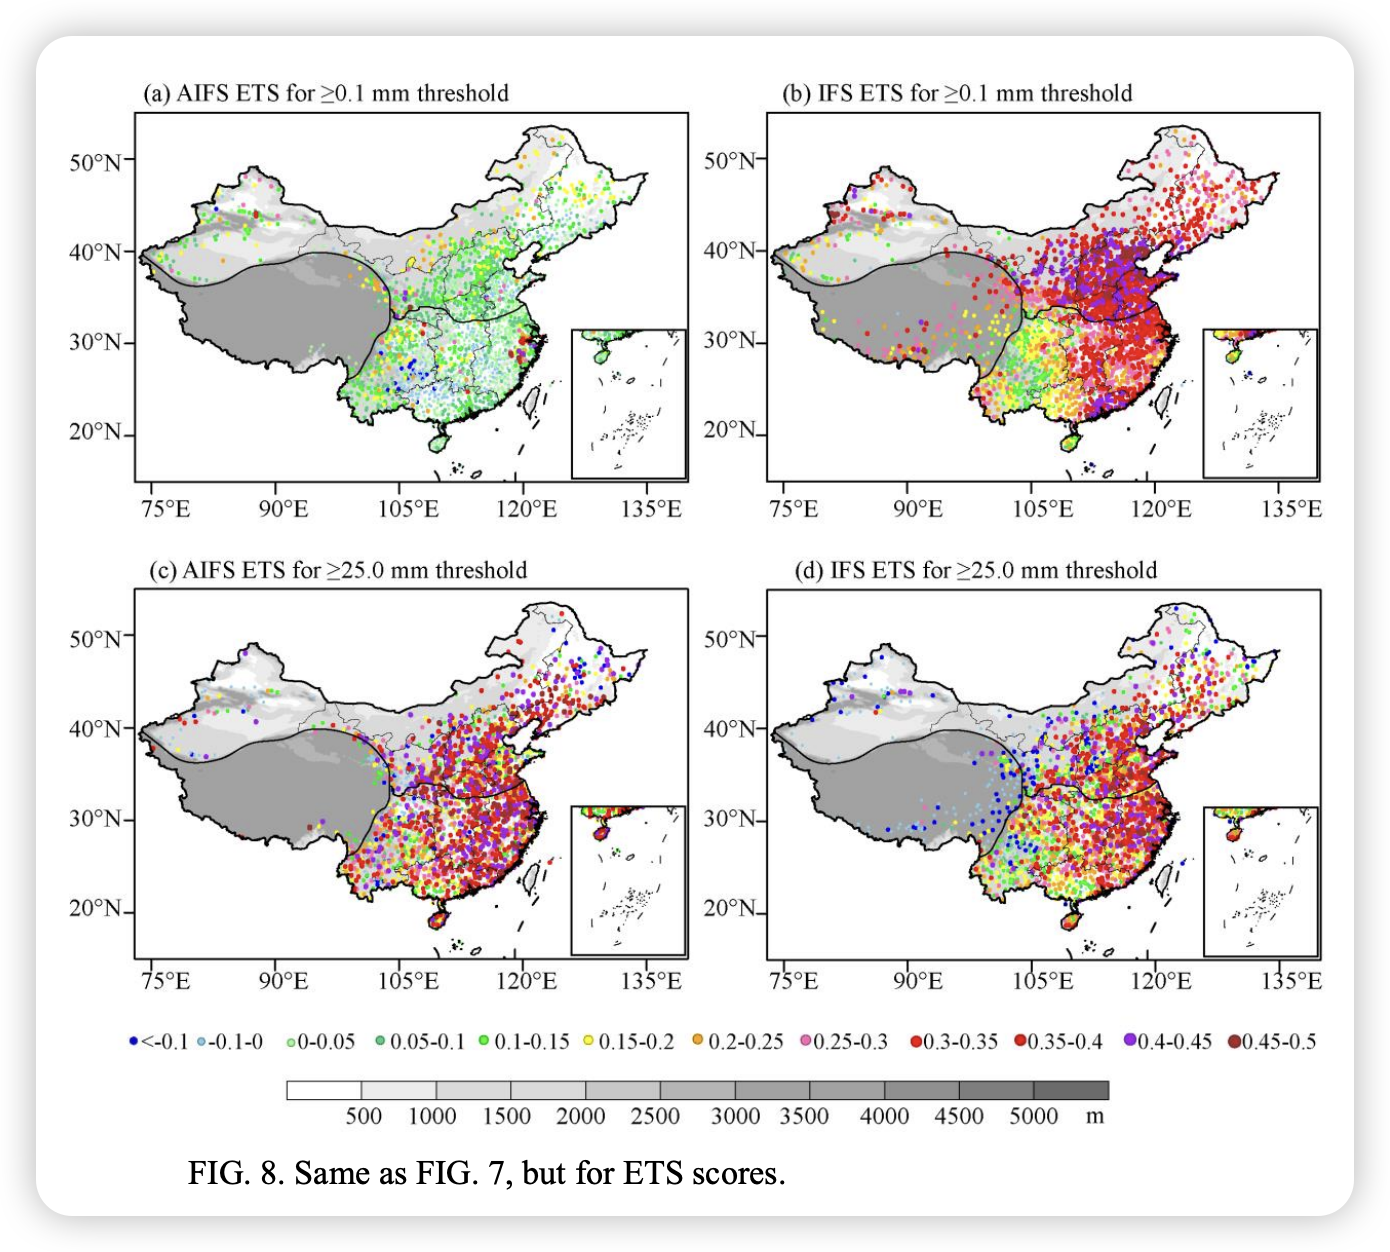 (a) AIFS ETS for ≥0.1 mm threshold
(b) IFS ETS for ≥0.1 mm threshold
50°N
40°N
30°N
20°N
75°E 90°E 105°E 120°E 135°E
50°N
40°N
30°N
20°N
75°E 90°E 105°E 120°E 135°E
(c) AIFS ETS for ≥25.0 mm threshold
(d) IFS ETS for ≥25.0 mm threshold
50°N
40°N
30°N
20°N
75°E 90°E 105°E 120°E 135°E
50°N
40°N
30°N
20°N
75°E 90°E 105°E 120°E 135°E
<-0.1 -0.1-0 0-0.05 0.05-0.1 0.1-0.15 0.15-0.2 0.2-0.25 0.25-0.3 0.3-0.35 0.35-0.4 0.4-0.45 0.45-0.5
500 1000 1500 2000 2500 3000 3500 4000 4500 5000 m
FIG. 8. Same as FIG. 7, but for ETS scores.